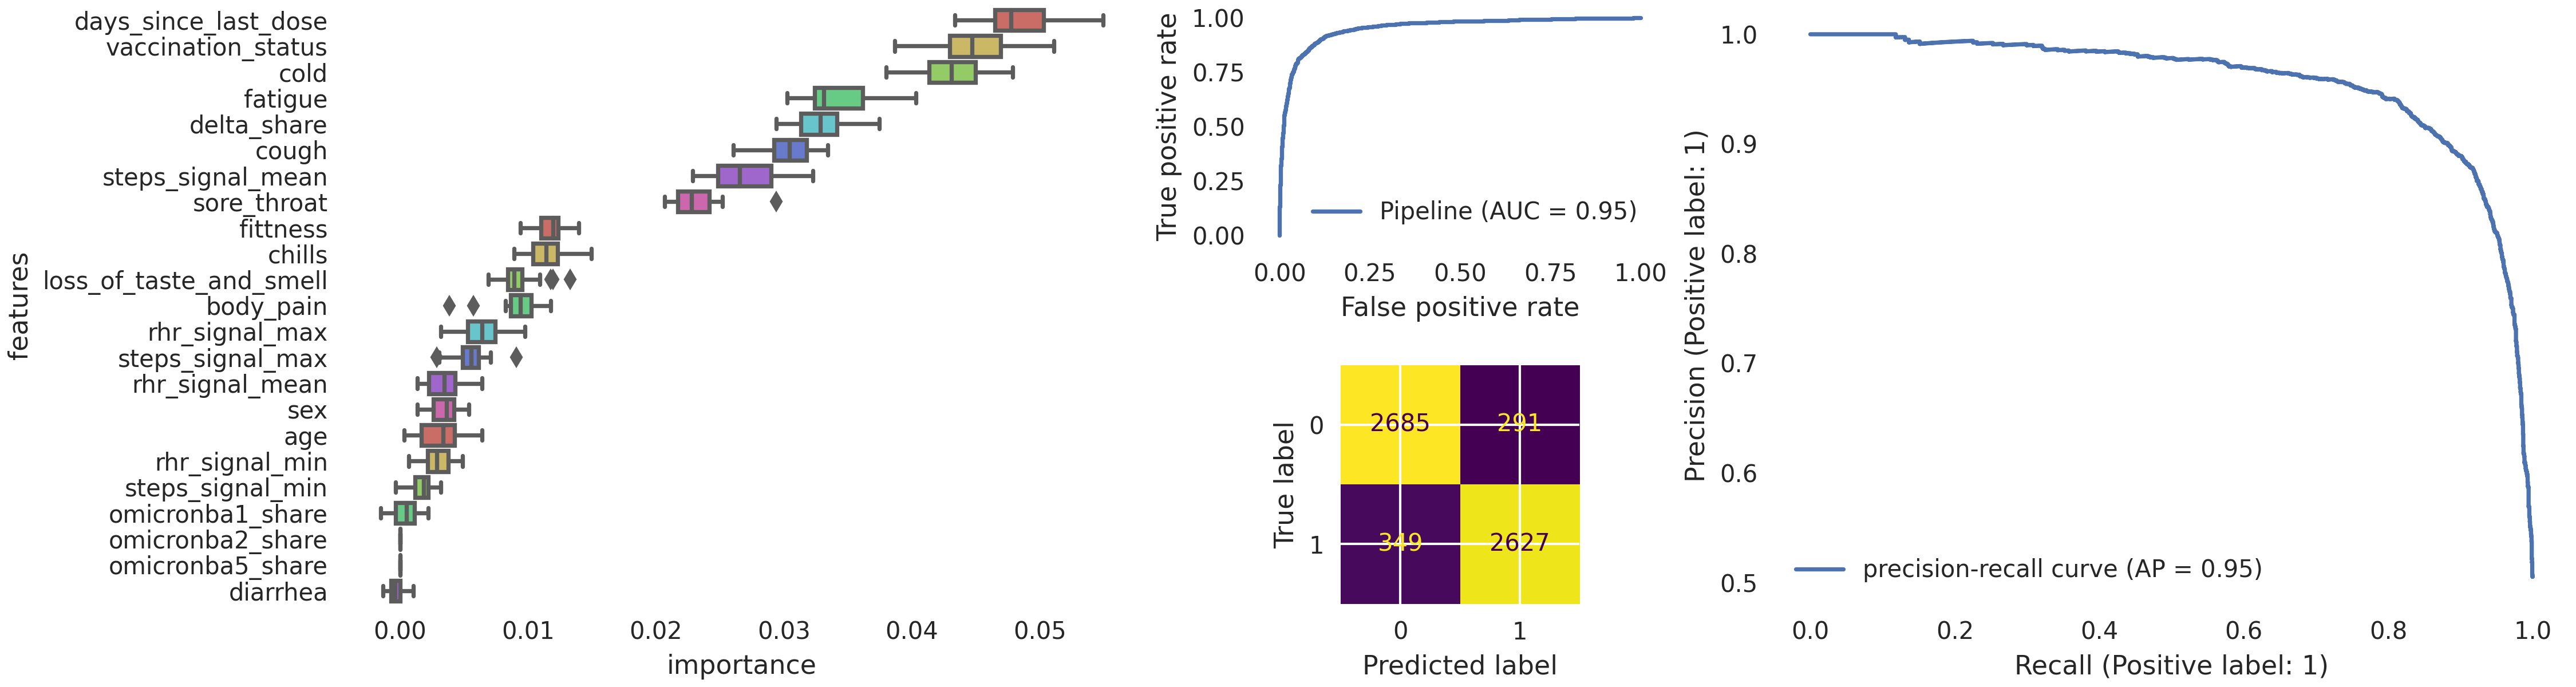 features
days_since_last_dose
vaccination_status
cold
fatigue
delta_share
cough
steps_signal_mean
sore_throat
fittness
chills
loss_of_taste_and_smell
body_pain
rhr_signal_max
steps_signal_max
rhr_signal_mean
sex
age
rhr_signal_min
steps_signal_min
omicronba1_share
omicronba2_share
omicronba5_share
diarrhea
0.00 0.01 0.02 0.03 0.04 0.05
importance
True positive rate
1.00
0.75
0.50
0.25
0.00
Pipeline (AUC = 0.95)
0.00 0.25 0.50 0.75 1.00
False positive rate
True label
0 2685 291
1 349 2627
0 1
Predicted label
Precision (Positive label: 1)
1.0
0.9
0.8
0.7
0.6
0.5
precision-recall curve (AP = 0.95)
0.0 0.2 0.4 0.6 0.8 1.0
Recall (Positive label: 1)